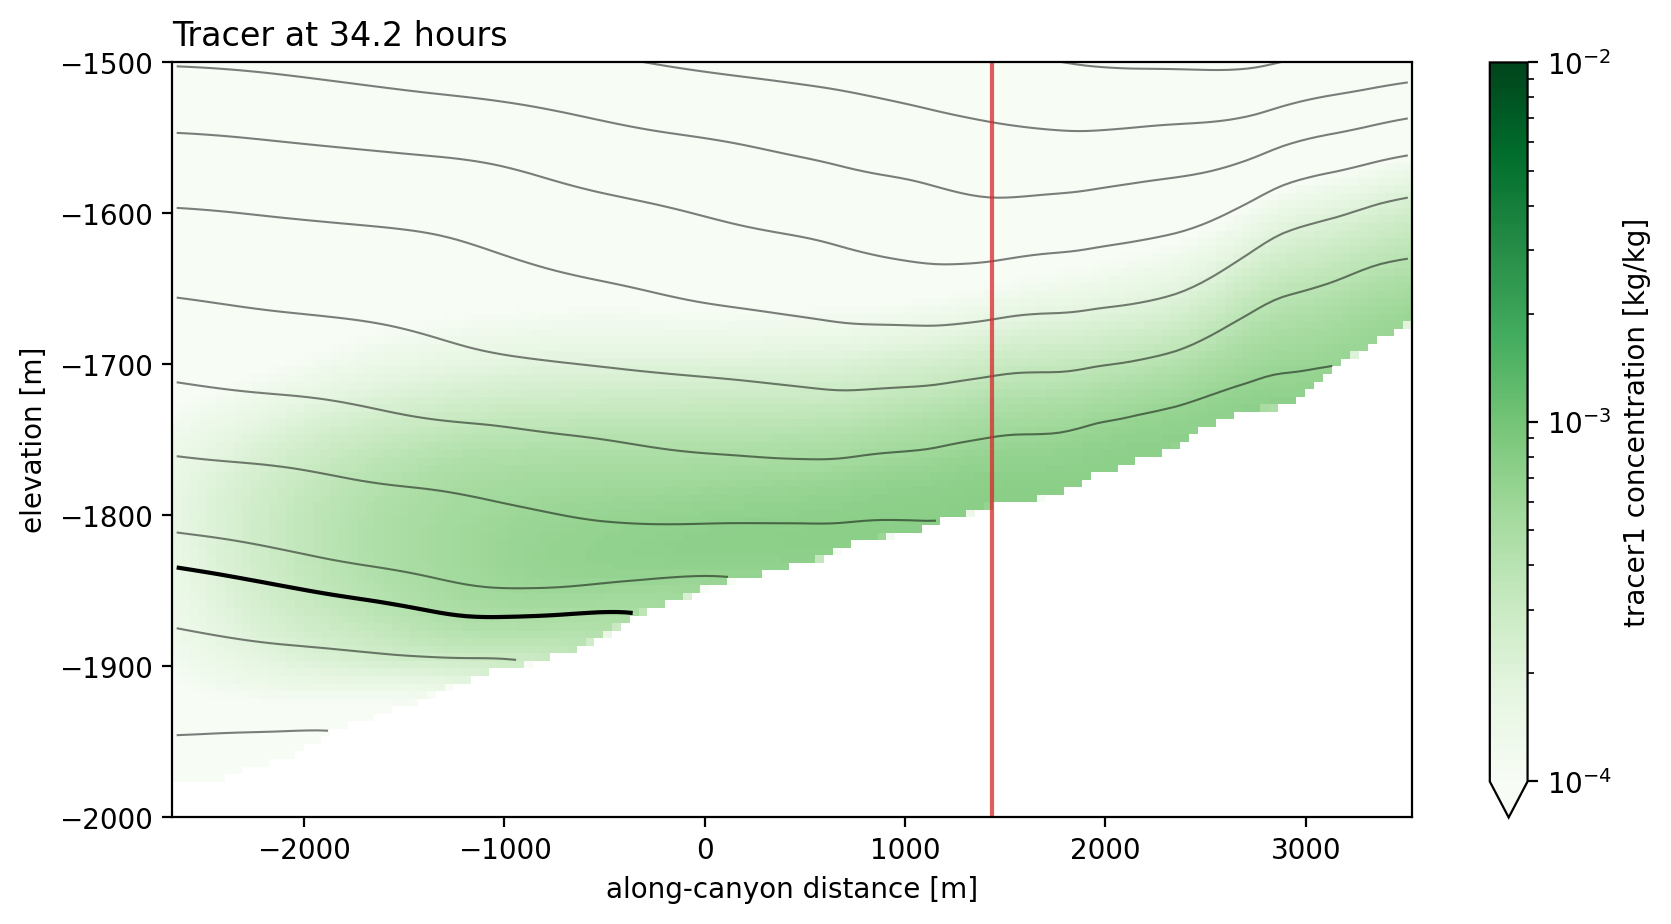 Tracer at 34.2 hours
−1500
−1600
−1700
−1800
−1900
−2000
elevation [m]
−2000 −1000 0 1000 2000 3000
along-canyon distance [m]
10⁻²
10⁻³
10⁻⁴
tracer1 concentration [kg/kg]